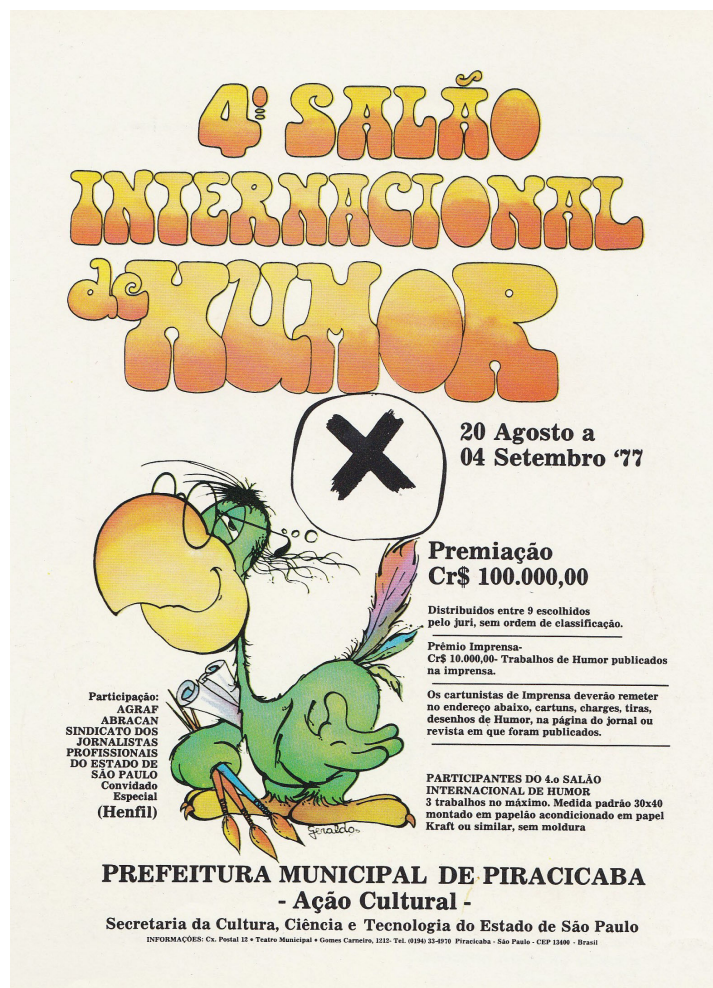 4º SALÃO
INTERNACIONAL
de HUMOR
X
20 Agosto a
04 Setembro ‘77
Premiação
Cr$ 100.000,00
Distribuidos entre 9 escolhidos
pelo juri, sem ordem de classificação.
Prêmio Imprensa-
Cr$ 10.000,00- Trabalhos de Humor publicados
na imprensa.
Os cartunistas de Imprensa deverão remeter
no endereço abaixo, cartuns, charges, tiras,
desenhos de Humor, na página do jornal ou
revista em que foram publicados.
Participação:
AGRAF
ABRACAN
SINDICATO DOS
JORNALISTAS
PROFISSIONAIS
DO ESTADO DE
SÃO PAULO
Convidado
Especial
(Henfil)
PARTICIPANTES DO 4.o SALÃO
INTERNACIONAL DE HUMOR
3 trabalhos no máximo. Medida padrão 30x40
montado em papelão acondicionado em papel
Kraft ou similar, sem moldura
Geraldo
PREFEITURA MUNICIPAL DE PIRACICABA
- Ação Cultural -
Secretaria da Cultura, Ciência e Tecnologia do Estado de São Paulo
INFORMAÇÕES: Cx. Postal 12 • Teatro Municipal • Gomes Carneiro, 1212- Tel. (0194) 33-4970 Piracicaba - São Paulo - CEP 13400 - Brasil